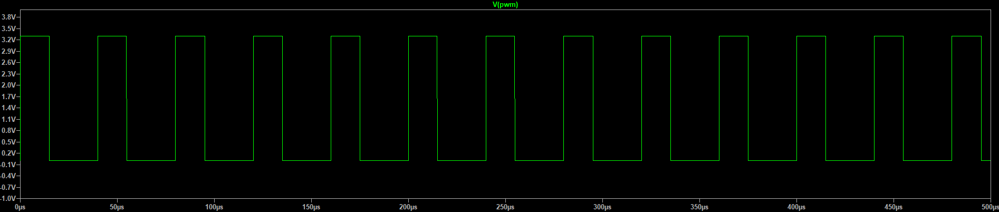 V(pwm)
3.8V
3.5V
3.2V
2.9V
2.6V
2.3V
2.0V
1.7V
1.4V
1.1V
0.8V
0.5V
0.2V
-0.1V
-0.4V
-0.7V
-1.0V
0µs 50µs 100µs 150µs 200µs 250µs 300µs 350µs 400µs 450µs 500µs